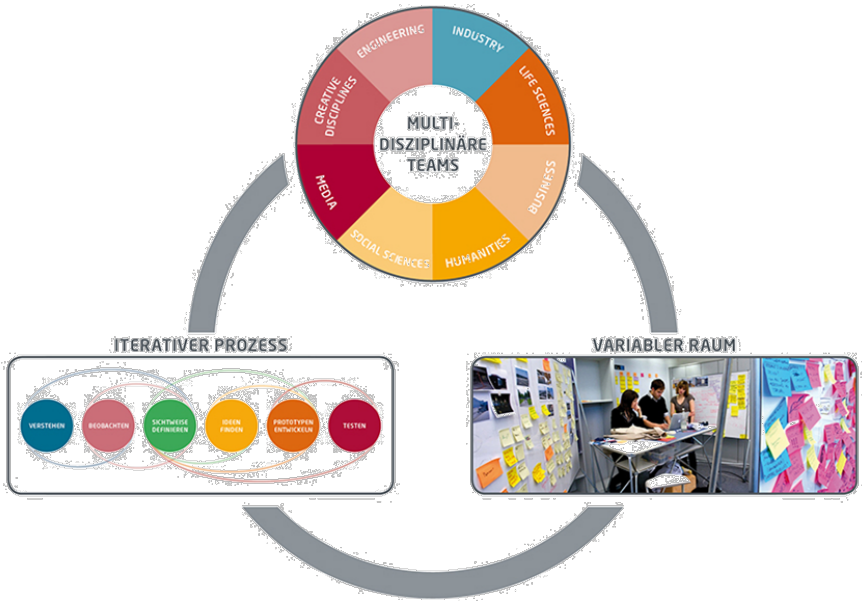 ENGINEERING
INDUSTRY
CREATIVE
DISCIPLINES
LIFE SCIENCES
MULTI-
DISZIPLINÄRE
TEAMS
MEDIA
BUSINESS
SOCIAL SCIENCES
HUMANITIES
ITERATIVER PROZESS
VERSTEHEN
BEOBACHTEN
SICHTWEISE
DEFINIEREN
IDEEN
FINDEN
PROTOTYPEN
ENTWICKELN
TESTEN
VARIABLER RAUM